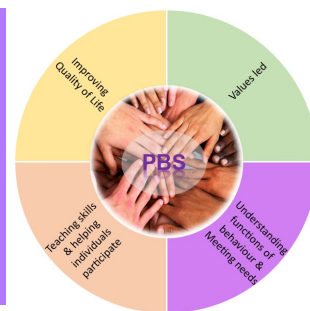 Improving
Quality of Life
Values led
PBS
Teaching skills
& helping
individuals
participate
Understanding
functions of
behaviour &
Meeting needs